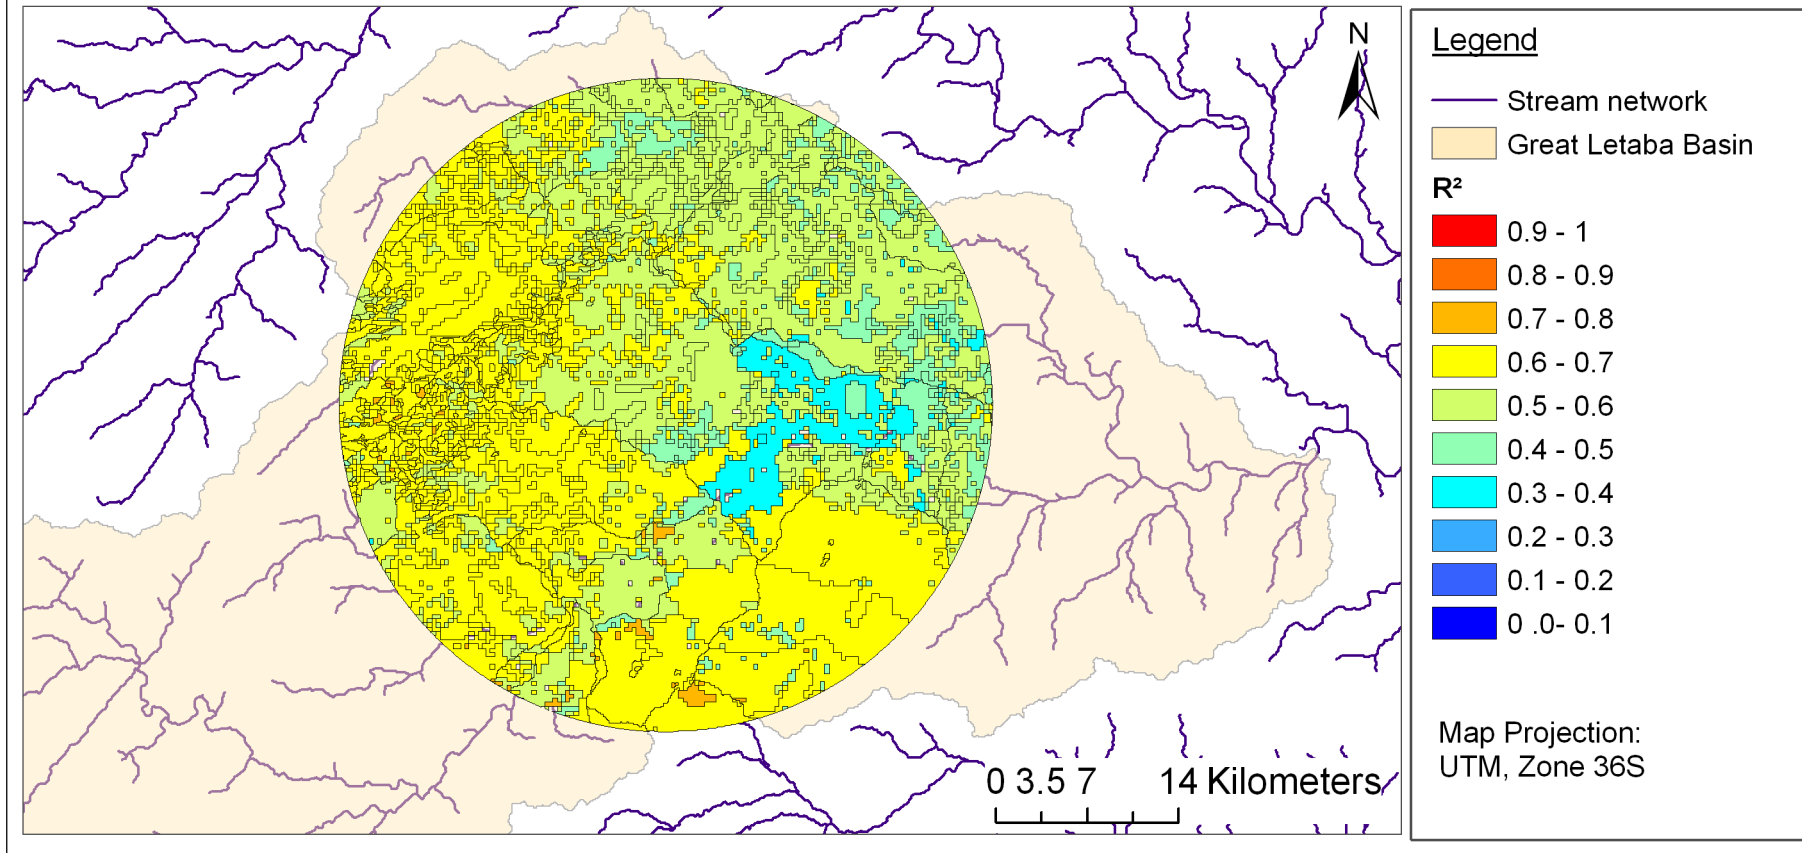 N
0 3.5 7 14 Kilometers
Legend
Stream network
Great Letaba Basin
R²
0.9 - 1
0.8 - 0.9
0.7 - 0.8
0.6 - 0.7
0.5 - 0.6
0.4 - 0.5
0.3 - 0.4
0.2 - 0.3
0.1 - 0.2
0 .0- 0.1
Map Projection:
UTM, Zone 36S